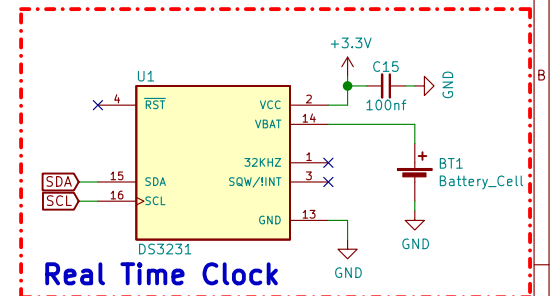 +3.3V
B
U1
C15
GND
4
RST
VCC
2
100nf
VBAT
14
32KHZ
1
BT1
SDA
15
SDA
SQW/!INT
3
Battery_Cell
SCL
16
SCL
GND
13
GND
DS3231
GND
Real Time Clock